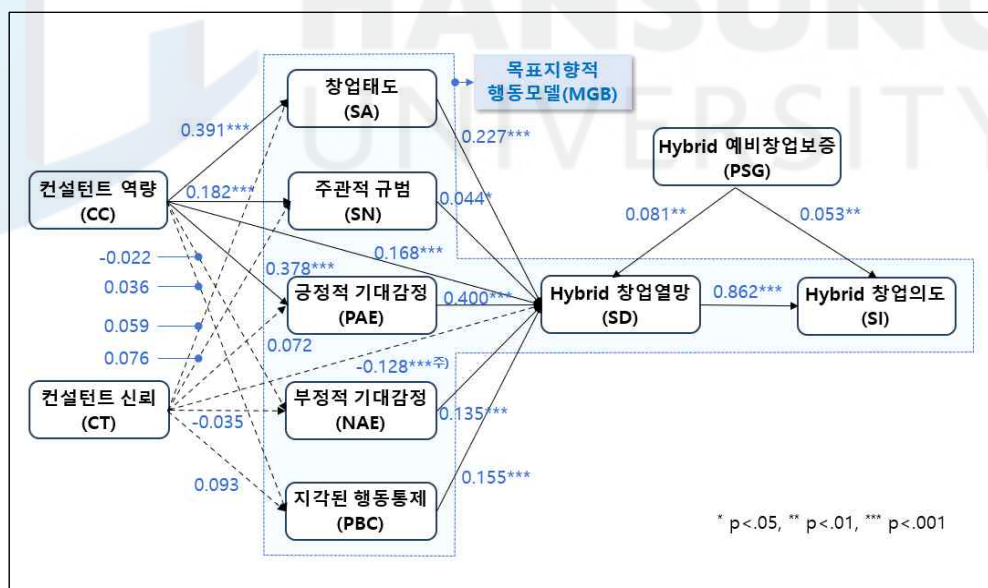 HANSUNG
UNIVERSITY
창업태도
(SA)
목표지향적
행동모델(MGB)
0.391***
0.227***
Hybrid 예비창업보증
(PSG)
컨설턴트 역량
(CC)
0.182***
주관적 규범
(SN)
0.044*
0.081**
0.053**
0.168***
-0.022
0.378***
0.036
긍정적 기대감정
(PAE)
0.400***
Hybrid 창업열망
(SD)
0.862***
Hybrid 창업의도
(SI)
0.059
0.076
0.072
-0.128***주)
컨설턴트 신뢰
(CT)
부정적 기대감정
(NAE)
-0.035
0.135***
0.093
지각된 행동통제
(PBC)
0.155***
* p<.05, ** p<.01, *** p<.001